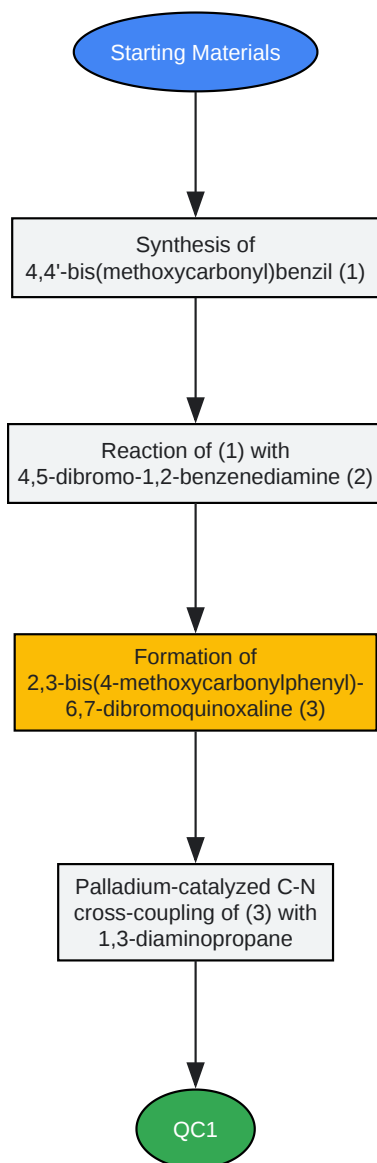 Starting Materials
Synthesis of
4,4'-bis(methoxycarbonyl)benzil (1)
Reaction of (1) with
4,5-dibromo-1,2-benzenediamine (2)
Formation of
2,3-bis(4-methoxycarbonylphenyl)-
6,7-dibromoquinoxaline (3)
Palladium-catalyzed C-N
cross-coupling of (3) with
1,3-diaminopropane
QC1